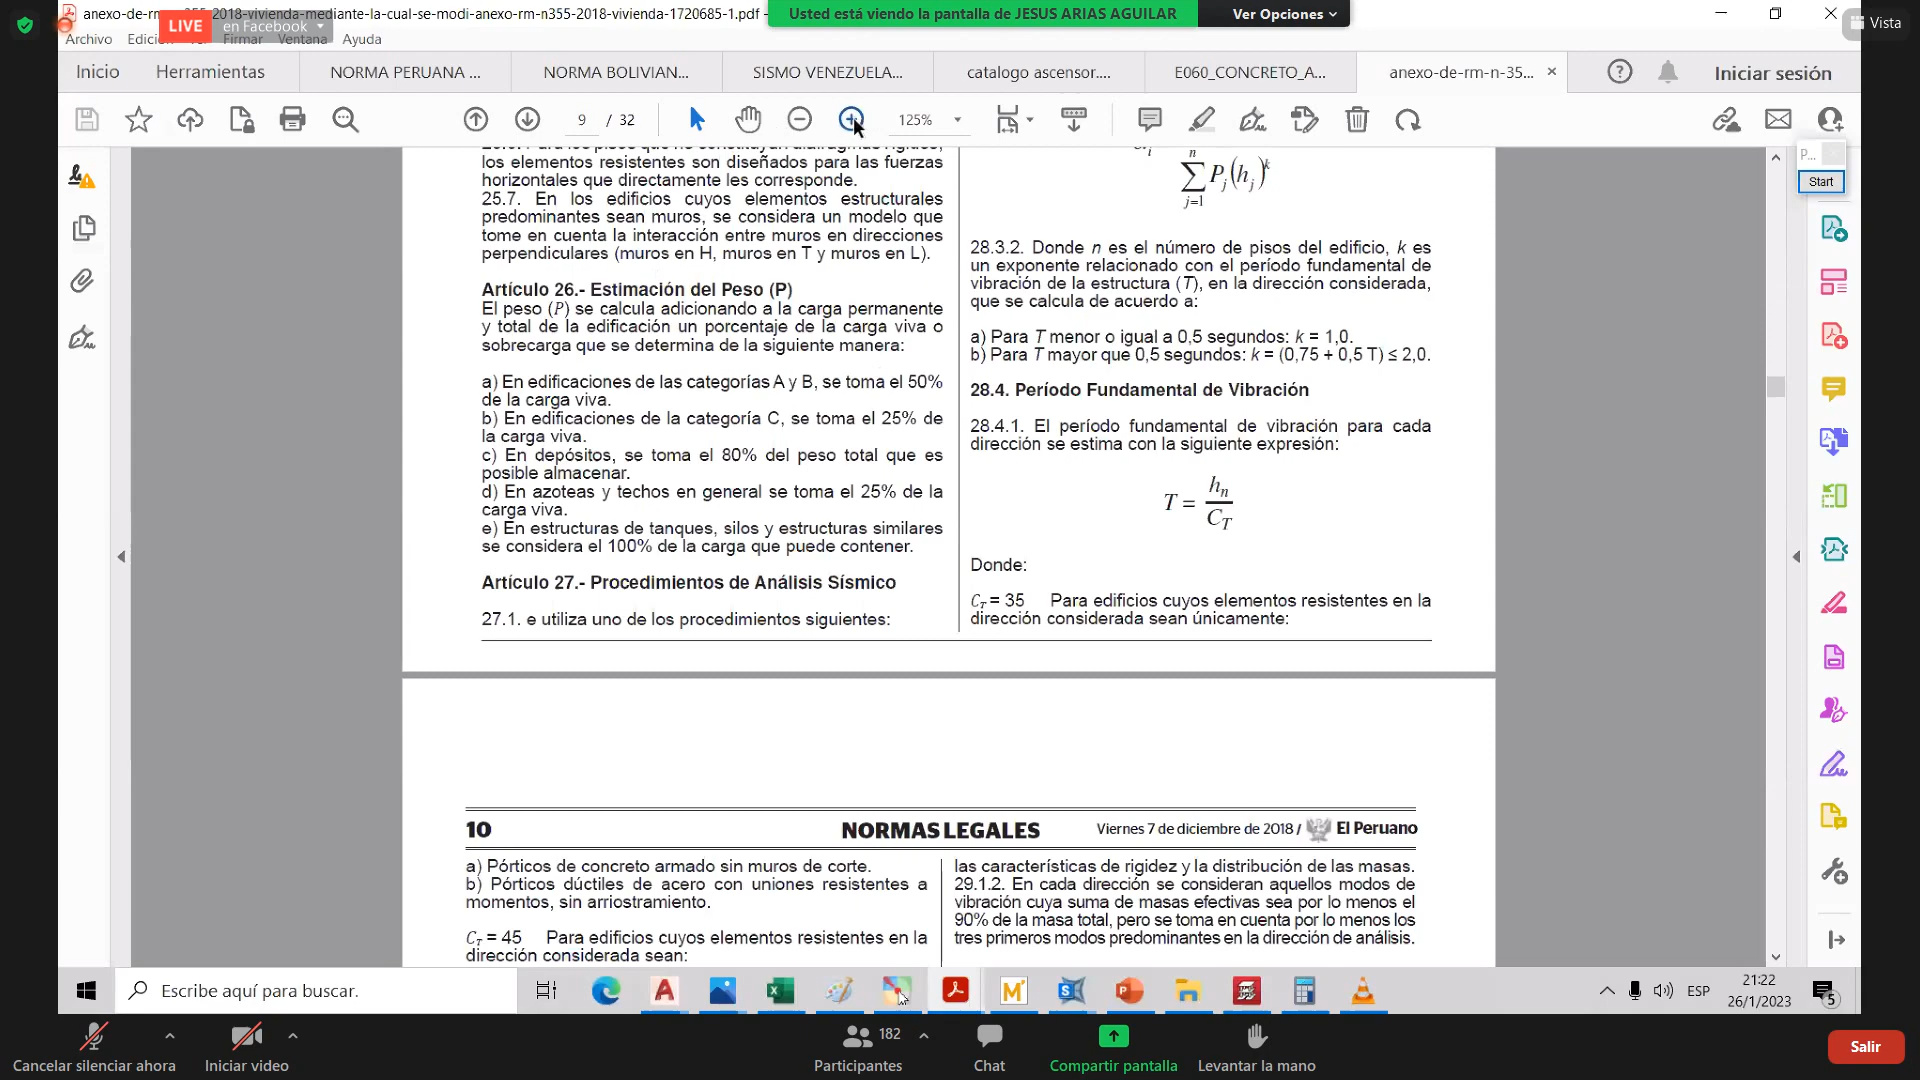 anexo-de-rm-n355-2018-vivienda-mediante-la-cual-se-modi-anexo-rm-n355-2018-vivienda-1720685-1.pdf -
Usted está viendo la pantalla de JESUS ARIAS AGUILAR
Ver Opciones
Vista
LIVE
en Facebook
Archivo
Firmar
Ventana
Ayuda
Inicio
Herramientas
NORMA PERUANA ...
NORMA BOLIVIAN...
SISMO VENEZUELA...
catalogo ascensor....
E060_CONCRETO_A...
anexo-de-rm-n-35...
Iniciar sesión
9 / 32
125%
P...
Start
los elementos resistentes son diseñados para las fuerzas
horizontales que directamente les corresponde.
25.7. En los edificios cuyos elementos estructurales
predominantes sean muros, se considera un modelo que
tome en cuenta la interacción entre muros en direcciones
perpendiculares (muros en H, muros en T y muros en L).
Artículo 26.- Estimación del Peso (P)
El peso (P) se calcula adicionando a la carga permanente
y total de la edificación un porcentaje de la carga viva o
sobrecarga que se determina de la siguiente manera:
a) En edificaciones de las categorías A y B, se toma el 50%
de la carga viva.
b) En edificaciones de la categoría C, se toma el 25% de
la carga viva.
c) En depósitos, se toma el 80% del peso total que es
posible almacenar.
d) En azoteas y techos en general se toma el 25% de la
carga viva.
e) En estructuras de tanques, silos y estructuras similares
se considera el 100% de la carga que puede contener.
Artículo 27.- Procedimientos de Análisis Sísmico
27.1. e utiliza uno de los procedimientos siguientes:
n
∑ Pj(hj)^k
j=1
28.3.2. Donde n es el número de pisos del edificio, k es
un exponente relacionado con el período fundamental de
vibración de la estructura (T), en la dirección considerada,
que se calcula de acuerdo a:
a) Para T menor o igual a 0,5 segundos: k = 1,0.
b) Para T mayor que 0,5 segundos: k = (0,75 + 0,5 T) ≤ 2,0.
28.4. Período Fundamental de Vibración
28.4.1. El período fundamental de vibración para cada
dirección se estima con la siguiente expresión:
T = hn / CT
Donde:
CT = 35 Para edificios cuyos elementos resistentes en la
dirección considerada sean únicamente:
10
NORMAS LEGALES
Viernes 7 de diciembre de 2018 / El Peruano
a) Pórticos de concreto armado sin muros de corte.
b) Pórticos dúctiles de acero con uniones resistentes a
momentos, sin arriostramiento.
CT = 45 Para edificios cuyos elementos resistentes en la
dirección considerada sean:
las características de rigidez y la distribución de las masas.
29.1.2. En cada dirección se consideran aquellos modos de
vibración cuya suma de masas efectivas sea por lo menos el
90% de la masa total, pero se toma en cuenta por lo menos los
tres primeros modos predominantes en la dirección de análisis.
Escribe aquí para buscar.
ESP
21:22
26/1/2023
5
Cancelar silenciar ahora
Iniciar video
182
Participantes
Chat
Compartir pantalla
Levantar la mano
Salir